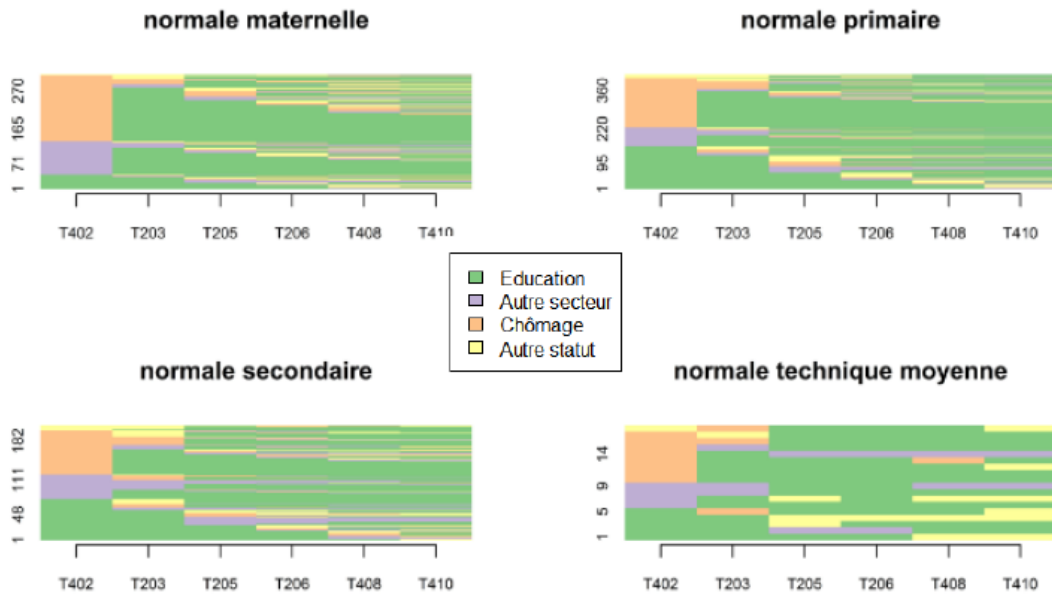 normale maternelle
270
165
71
1
T402 T203 T205 T206 T408 T410
normale primaire
360
220
95
1
T402 T203 T205 T206 T408 T410
Education
Autre secteur
Chômage
Autre statut
normale secondaire
182
111
48
1
T402 T203 T205 T206 T408 T410
normale technique moyenne
14
9
5
1
T402 T203 T205 T206 T408 T410